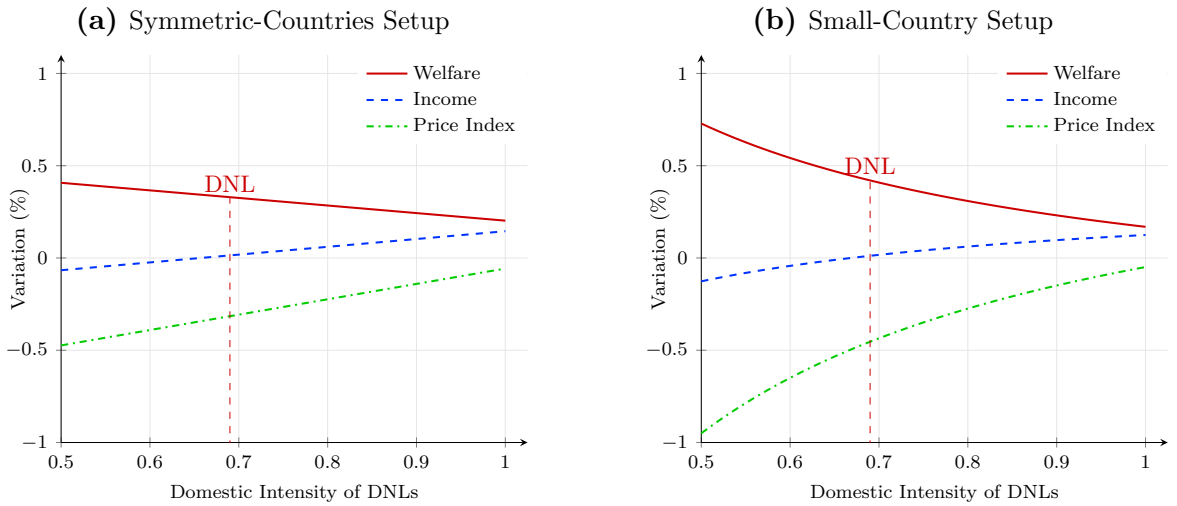 (a) Symmetric-Countries Setup
Welfare
Income
Price Index
DNL
Variation (%)
1
0.5
0
−0.5
−1
0.5 0.6 0.7 0.8 0.9 1
Domestic Intensity of DNLs
(b) Small-Country Setup
Welfare
Income
Price Index
DNL
Variation (%)
1
0.5
0
−0.5
−1
0.5 0.6 0.7 0.8 0.9 1
Domestic Intensity of DNLs